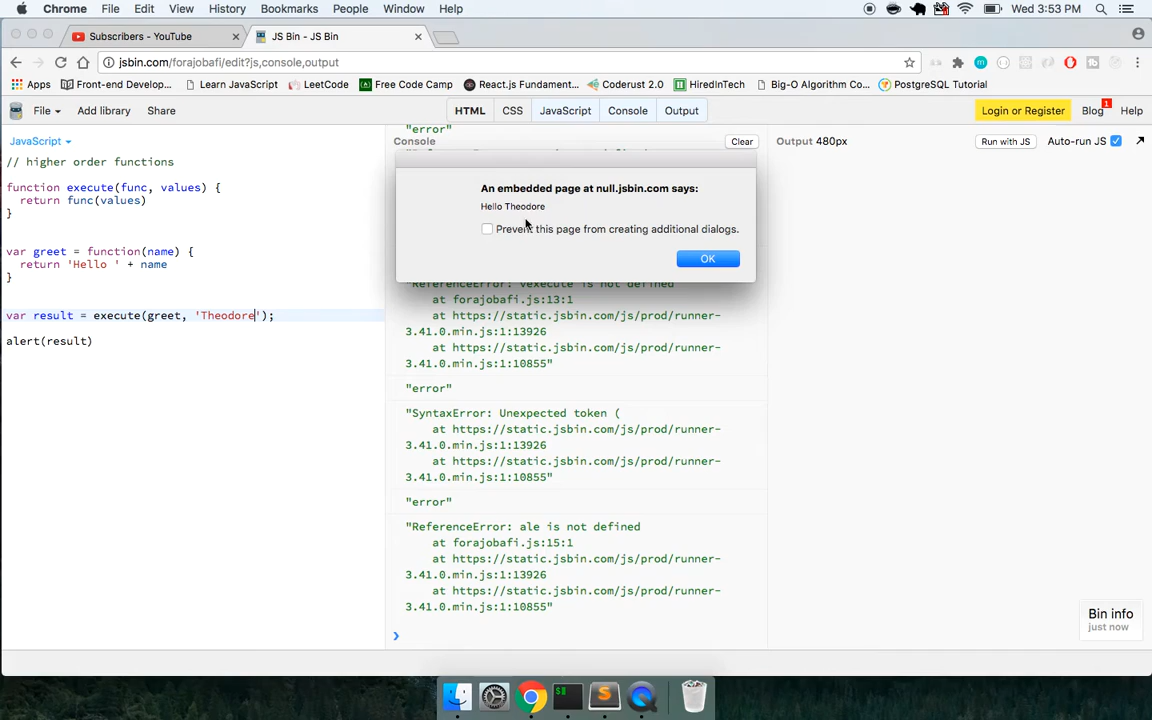 Chrome File Edit View History Bookmarks People Window Help Wed 3:53 PM
Subscribers - YouTube × JS Bin - JS Bin ×
jsbin.com/forajobafi/edit?js,console,output
Apps Front-end Develop... Learn JavaScript LeetCode Free Code Camp React.js Fundament... Coderust 2.0 HiredInTech Big-O Algorithm Co... PostgreSQL Tutorial
File Add library Share HTML CSS JavaScript Console Output Login or Register Blog 1 Help
JavaScript
// higher order functions
function execute(func, values) {
return func(values)
}
var greet = function(name) {
return 'Hello ' + name
}
var result = execute(greet, 'Theodore');
alert(result)
"error"
Console Clear
An embedded page at null.jsbin.com says:
Hello Theodore
Prevent this page from creating additional dialogs.
OK
"ReferenceError: vexecute is not defined
at forajobafi.js:13:1
at https://static.jsbin.com/js/prod/runner-
3.41.0.min.js:1:13926
at https://static.jsbin.com/js/prod/runner-
3.41.0.min.js:1:10855"
"error"
"SyntaxError: Unexpected token (
at https://static.jsbin.com/js/prod/runner-
3.41.0.min.js:1:13926
at https://static.jsbin.com/js/prod/runner-
3.41.0.min.js:1:10855"
"error"
"ReferenceError: ale is not defined
at forajobafi.js:15:1
at https://static.jsbin.com/js/prod/runner-
3.41.0.min.js:1:13926
at https://static.jsbin.com/js/prod/runner-
3.41.0.min.js:1:10855"
Output 480px Run with JS Auto-run JS
Bin info
just now